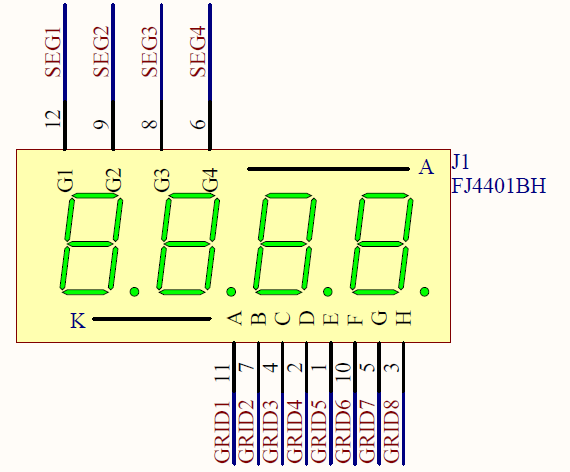 SEG1 SEG2 SEG3 SEG4
12 9 8 6
G1 G2 G3 G4
A
J1
FJ4401BH
K
A B C D E F G H
11 7 4 2 1 10 5 3
GRID1 GRID2 GRID3 GRID4 GRID5 GRID6 GRID7 GRID8